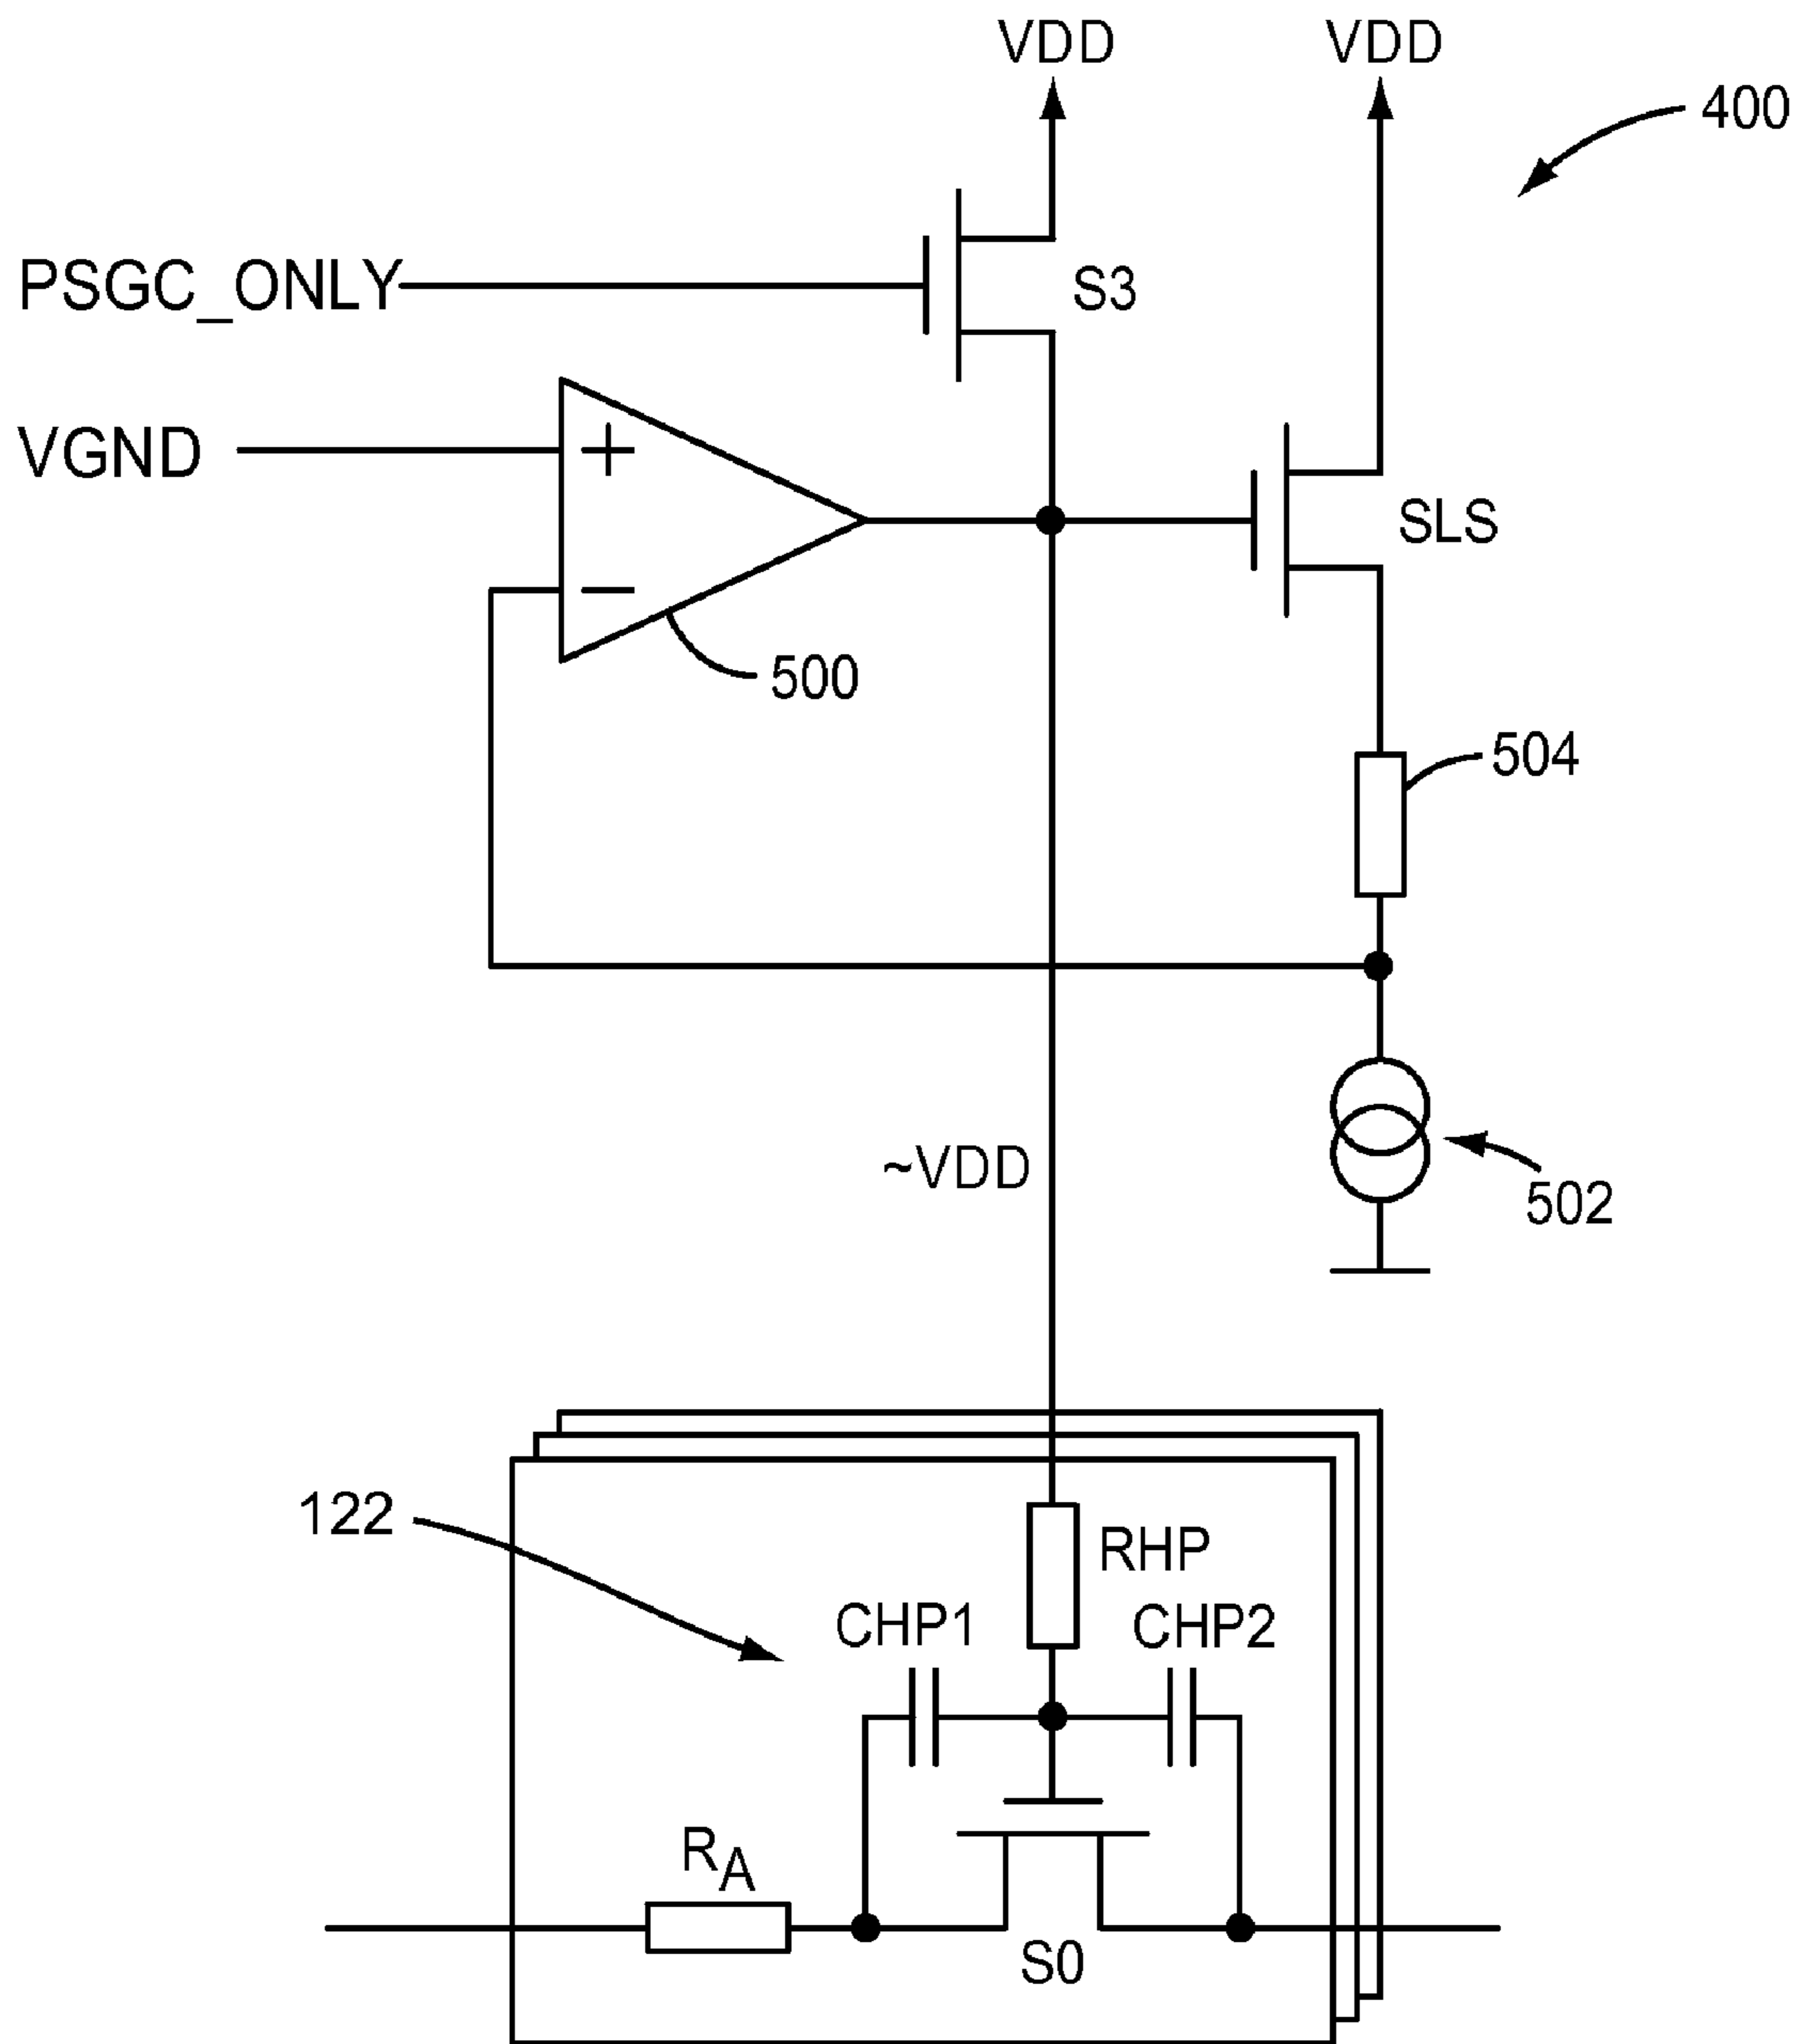 VDD
VDD
400
PSGC_ONLY
S3
VGND
+
SLS
−
500
504
~VDD
502
122
RHP
CHP1
CHP2
RA
S0